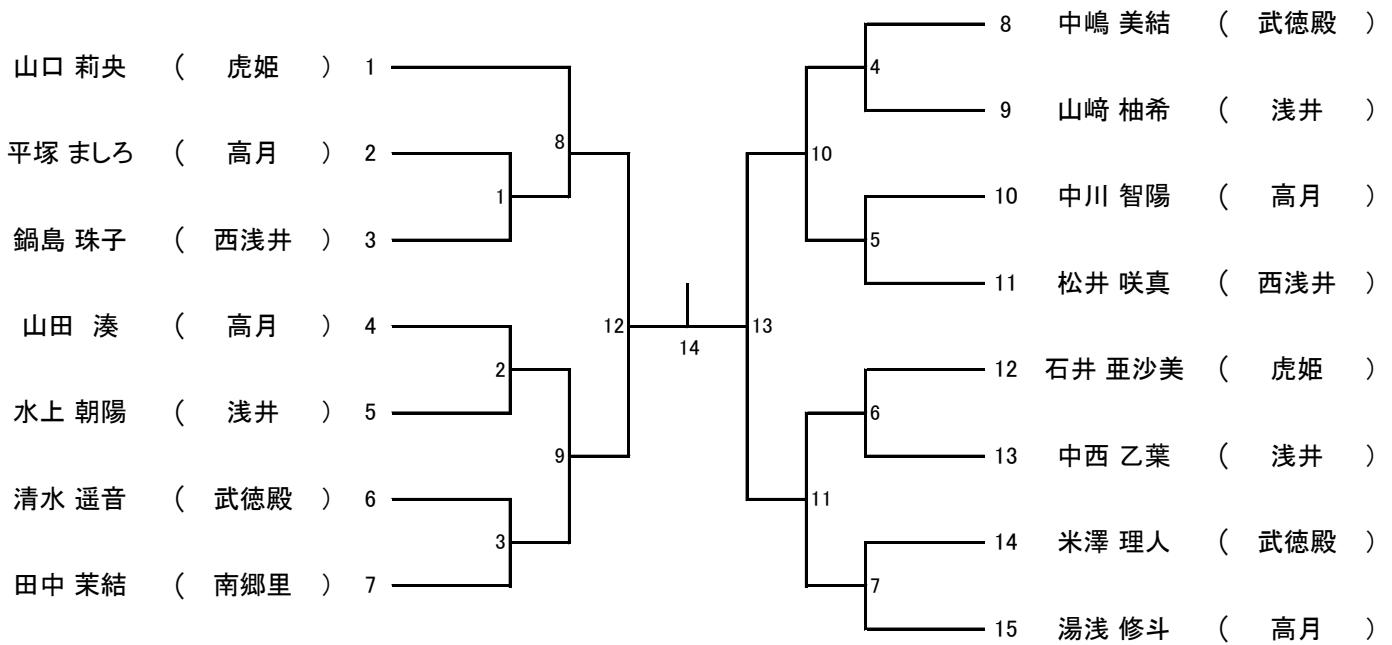 山口 莉央 ( 虎姫 ) 1
平塚 ましろ ( 高月 ) 2
鍋島 珠子 ( 西浅井 ) 3
山田 湊 ( 高月 ) 4
水上 朝陽 ( 浅井 ) 5
清水 遥音 ( 武徳殿 ) 6
田中 茉結 ( 南郷里 ) 7
8
1
2
9
3
12
14
13
10
4
5
11
6
7
8 中嶋 美結 ( 武徳殿 )
9 山﨑 柚希 ( 浅井 )
10 中川 智陽 ( 高月 )
11 松井 咲真 ( 西浅井 )
12 石井 亜沙美 ( 虎姫 )
13 中西 乙葉 ( 浅井 )
14 米澤 理人 ( 武徳殿 )
15 湯浅 修斗 ( 高月 )